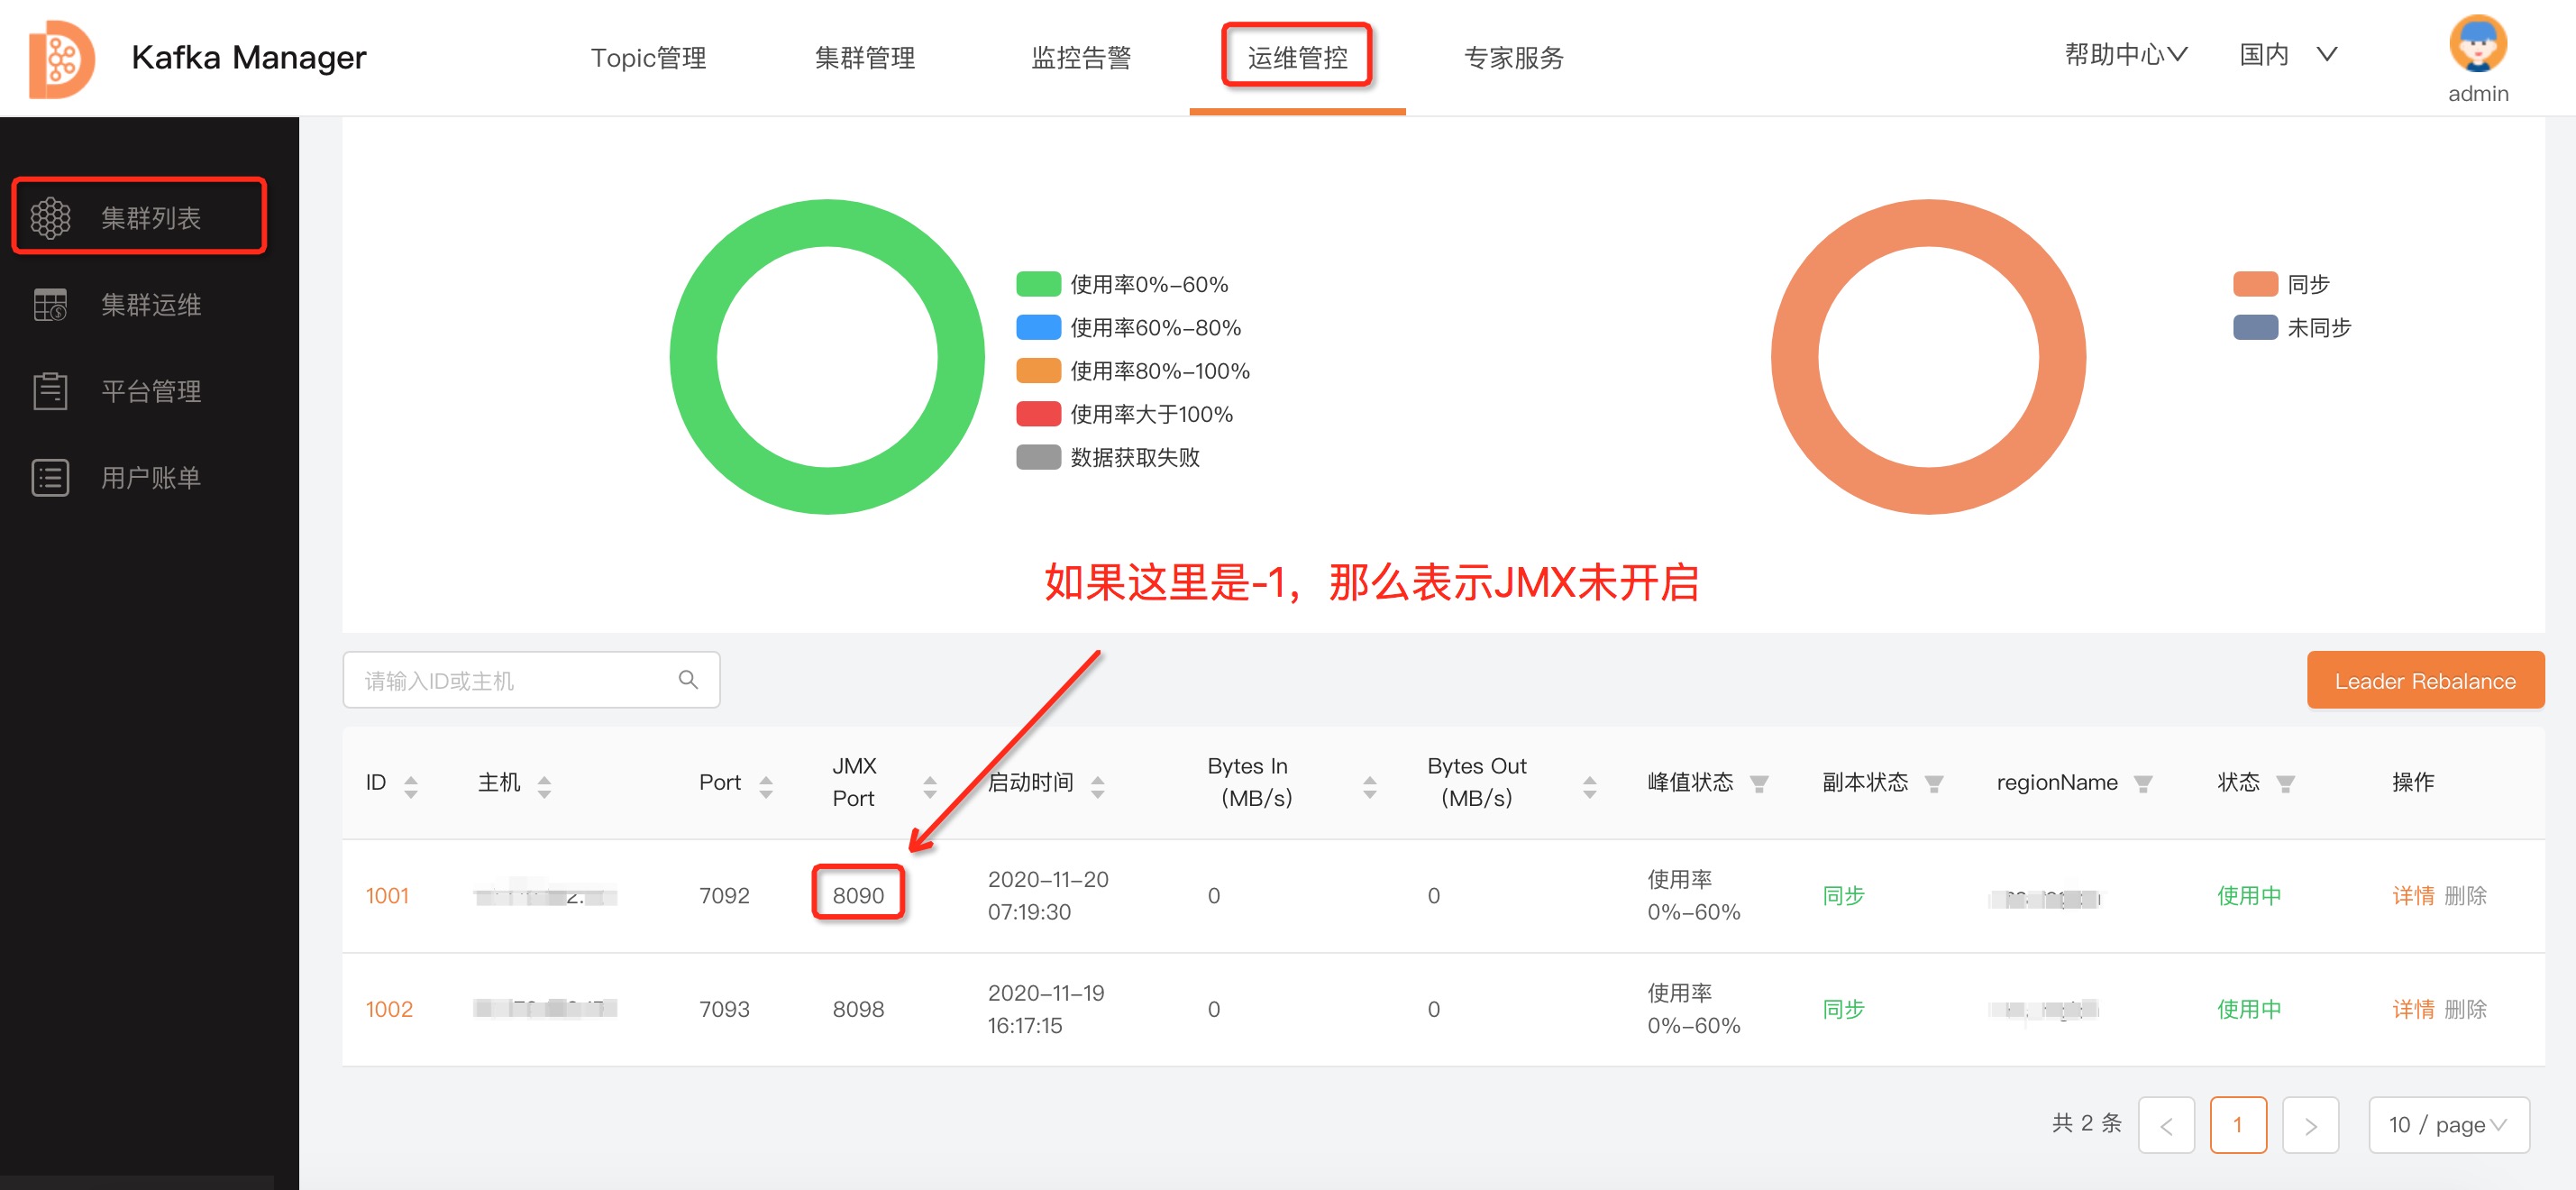 Kafka Manager
Topic管理
集群管理
监控告警
运维管控
专家服务
帮助中心
国内
admin
集群列表
集群运维
平台管理
用户账单
使用率0%-60%
使用率60%-80%
使用率80%-100%
使用率大于100%
数据获取失败
同步
未同步
如果这里是-1，那么表示JMX未开启
请输入ID或主机
Leader Rebalance
ID
主机
Port
JMX
Port
启动时间
Bytes In
(MB/s)
Bytes Out
(MB/s)
峰值状态
副本状态
regionName
状态
操作
1001
7092
8090
2020-11-20
07:19:30
0
0
使用率
0%-60%
同步
使用中
详情 删除
1002
7093
8098
2020-11-19
16:17:15
0
0
使用率
0%-60%
同步
使用中
详情 删除
共 2 条
<
1
>
10 / page